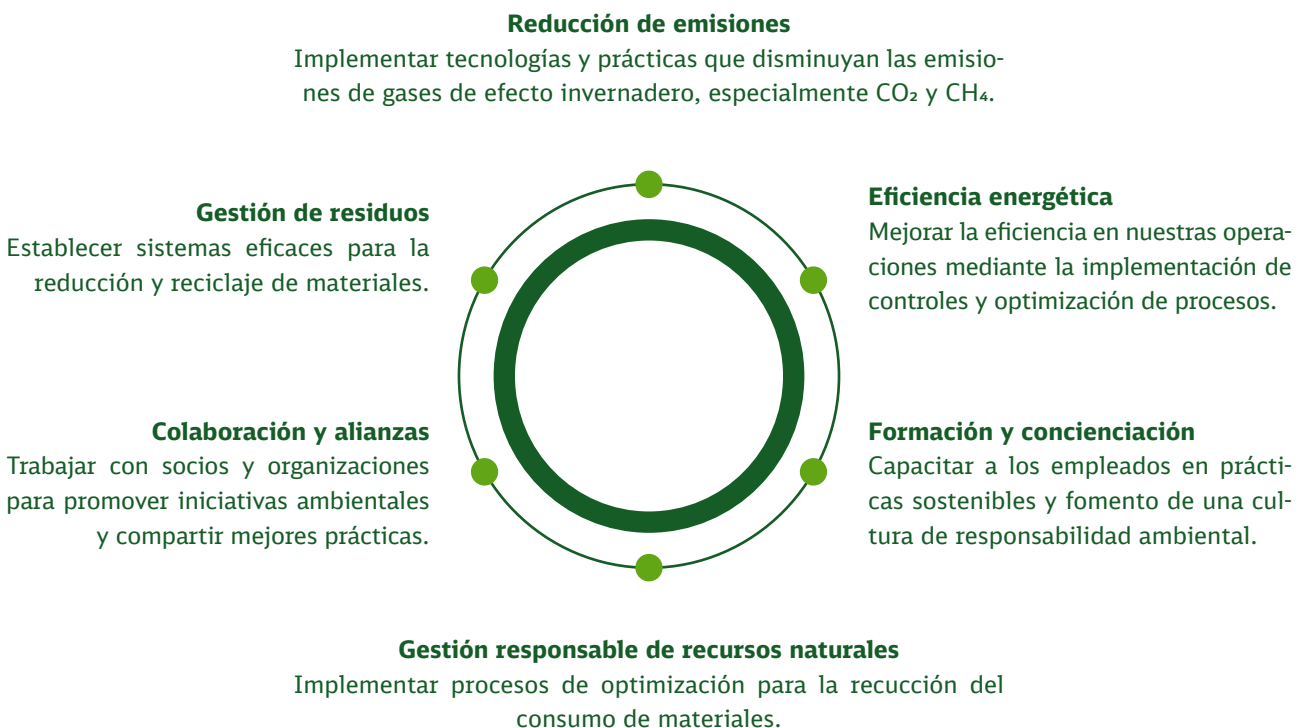 Reducción de emisiones
Implementar tecnologías y prácticas que disminuyan las emisio-
nes de gases de efecto invernadero, especialmente CO₂ y CH₄.
Gestión de residuos
Establecer sistemas eficaces para la
reducción y reciclaje de materiales.
Eficiencia energética
Mejorar la eficiencia en nuestras opera-
ciones mediante la implementación de
controles y optimización de procesos.
Colaboración y alianzas
Trabajar con socios y organizaciones
para promover iniciativas ambientales
y compartir mejores prácticas.
Formación y concienciación
Capacitar a los empleados en prácti-
cas sostenibles y fomento de una cul-
tura de responsabilidad ambiental.
Gestión responsable de recursos naturales
Implementar procesos de optimización para la recucción del
consumo de materiales.